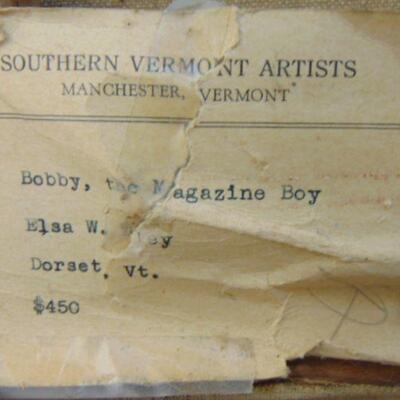 SOUTHERN VERMONT ARTISTS
MANCHESTER, VERMONT
Bobby, the Magazine Boy
Elsa W.
Dorset, Vt.
$450